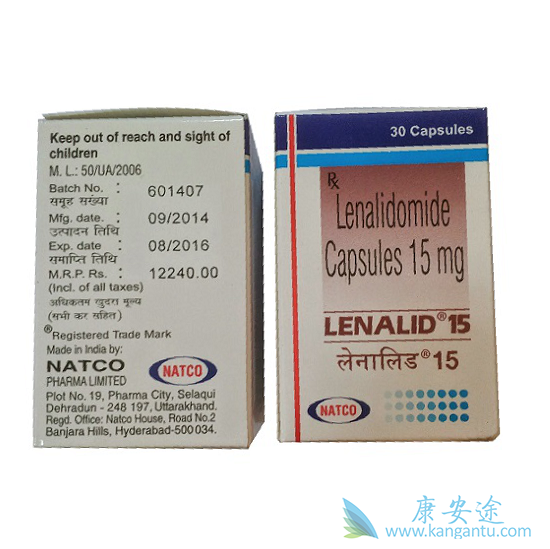 Keep out of reach and sight of
children
M. L.: 50/UA/2006
Batch No. : 601407
समूह संख्या
Mfg. date : 09/2014
उत्पादन तिथि
Exp. date : 08/2016
समाप्ति तिथि
M.R.P. Rs. : 12240.00
(Incl. of all taxes)
अधिकतम खुदरा मूल्य
(सभी कर सहित)
®Registered Trade Mark
Made in India by:
NATCO
PHARMA LIMITED
NATCO
Plot No. 19, Pharma City, Selaqui
Dehradun - 248 197, Uttarakhand.
Regd. Office: Natco House, Road No.2
Banjara Hills, Hyderabad-500 034.
30 Capsules
Rx
Lenalidomide
Capsules 15 mg
LENALID® 15
लेनालिड® 15
NATCO
康安途
www.kangantu.com